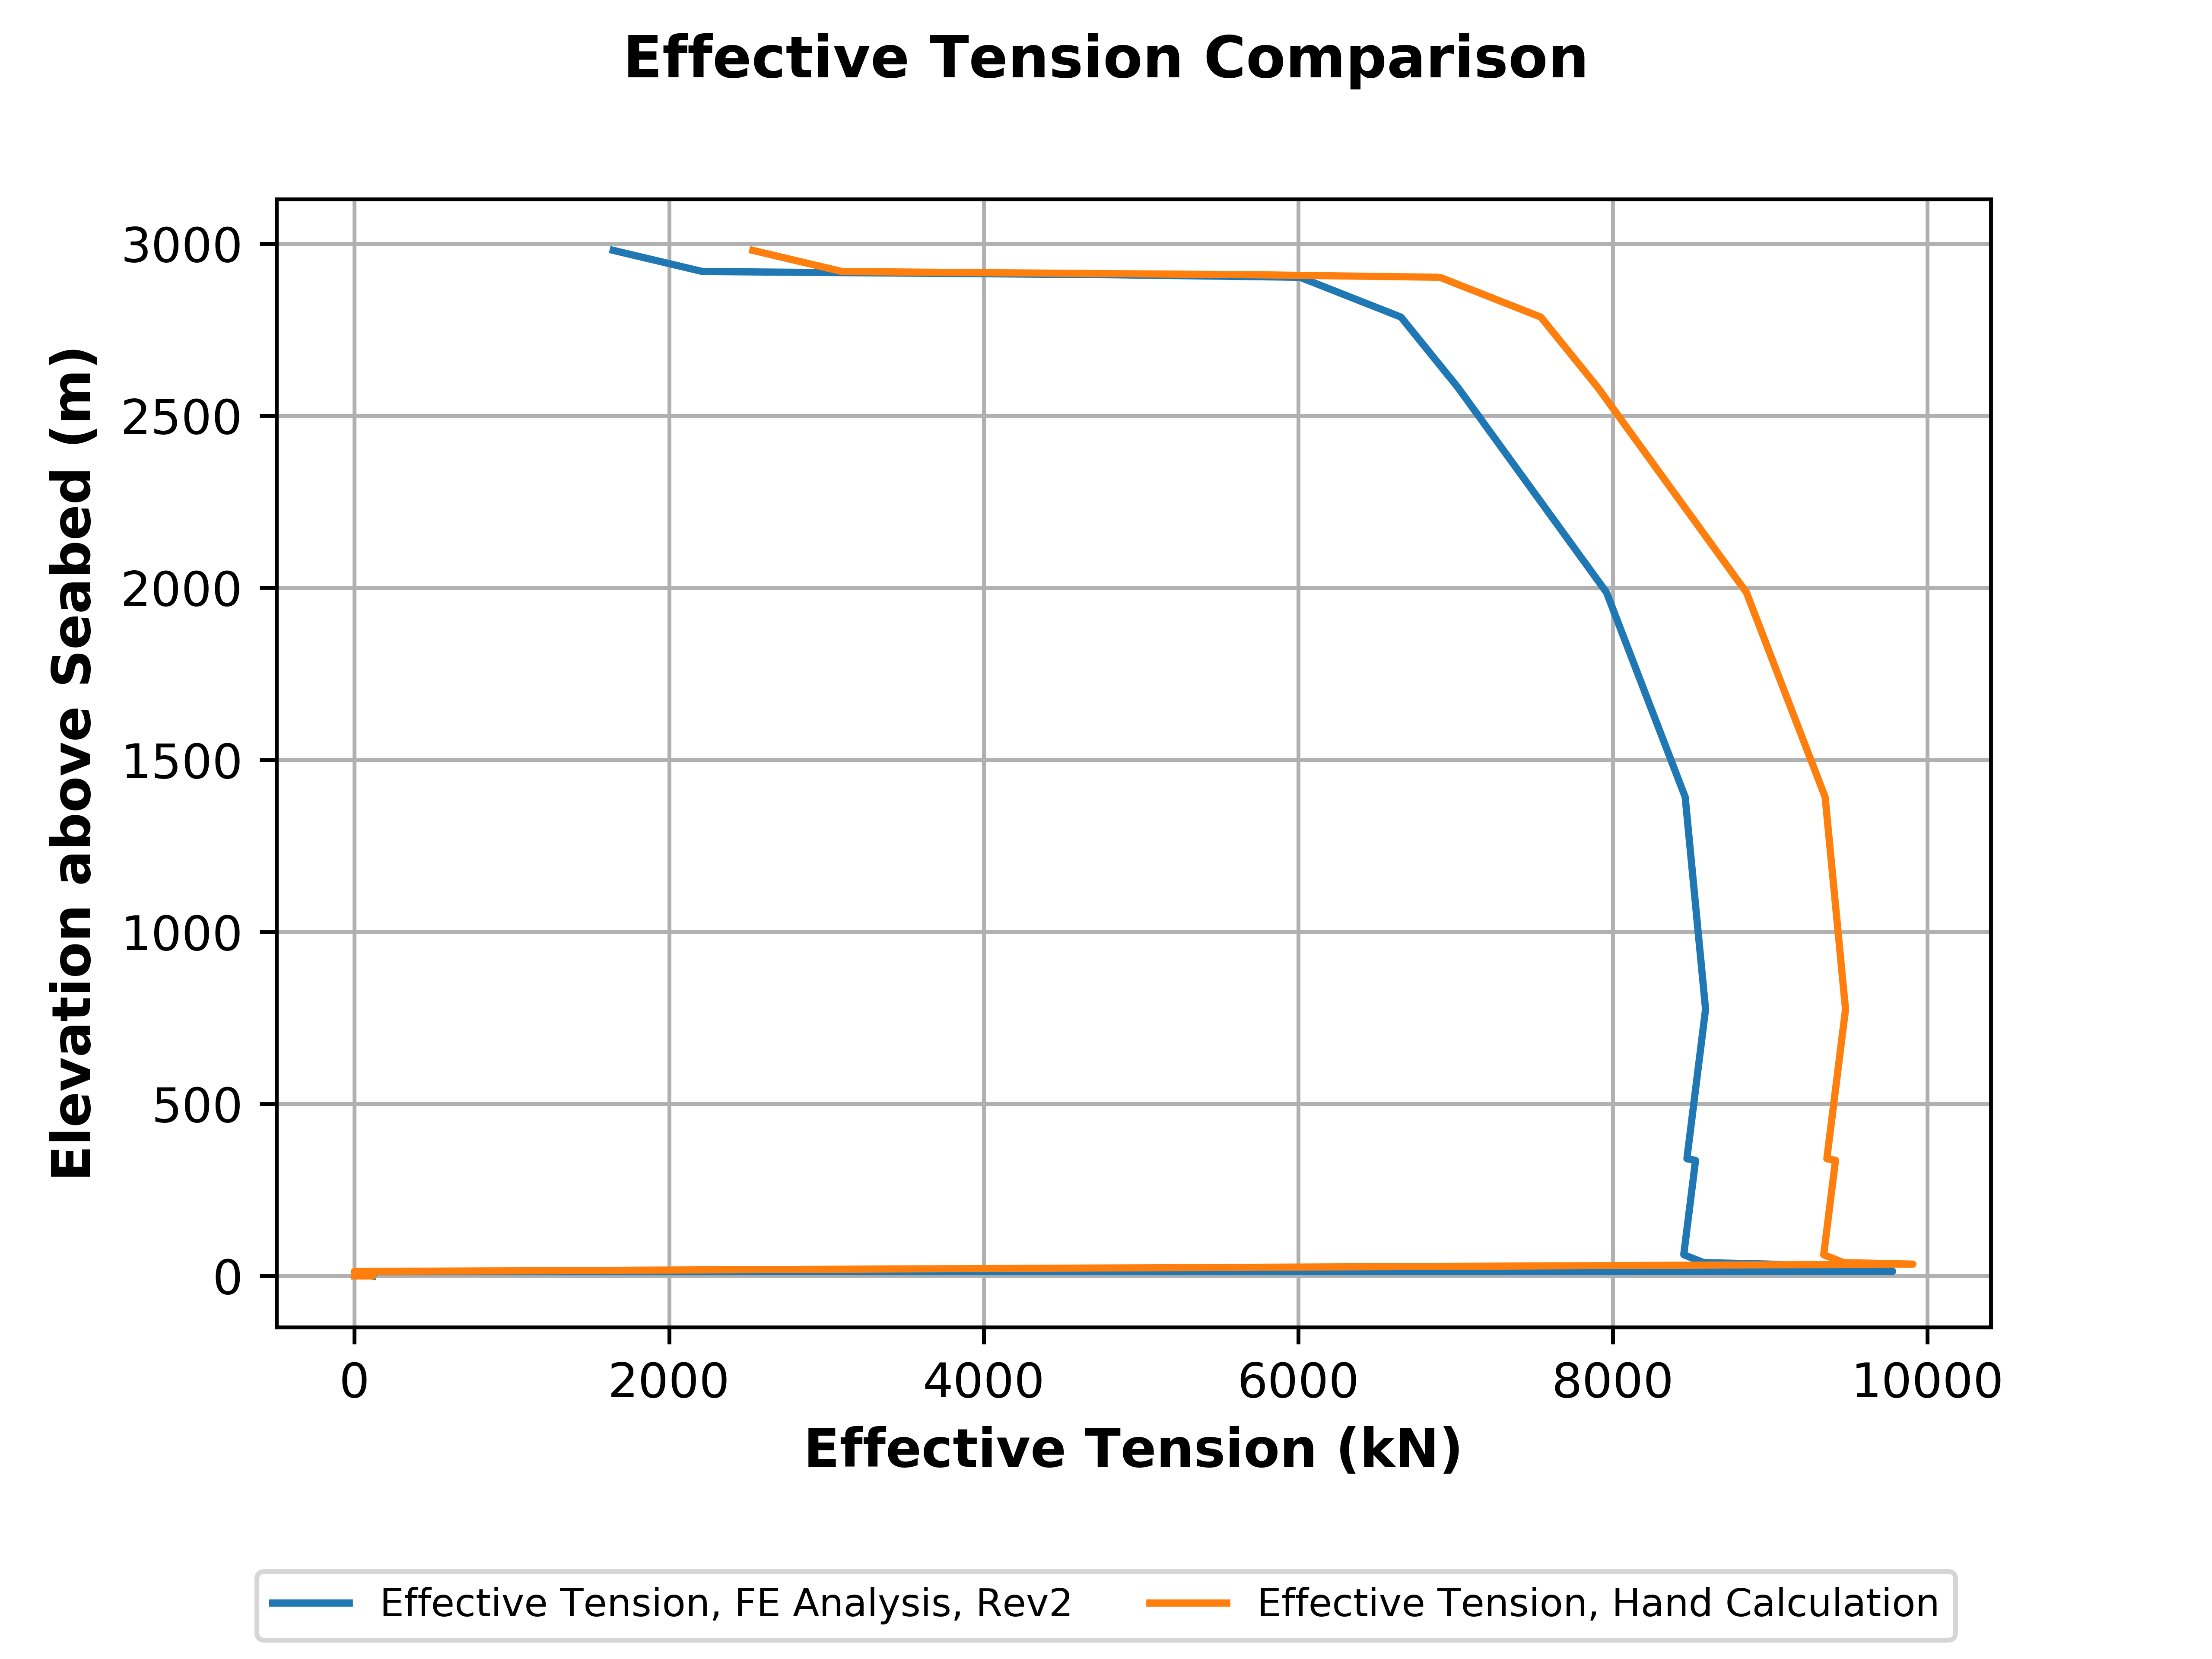 Effective Tension Comparison
Elevation above Seabed (m)
3000
2500
2000
1500
1000
500
0
0 2000 4000 6000 8000 10000
Effective Tension (kN)
Effective Tension, FE Analysis, Rev2 Effective Tension, Hand Calculation